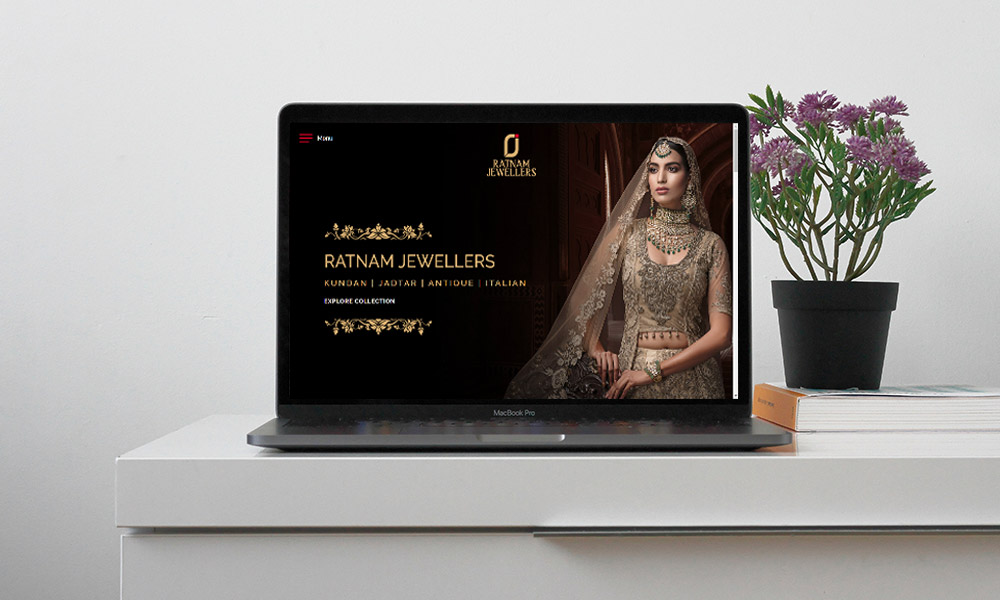 Menu
RATNAM
JEWELLERS
RATNAM JEWELLERS
KUNDAN | JADTAR | ANTIQUE | ITALIAN
EXPLORE COLLECTION
MacBook Pro